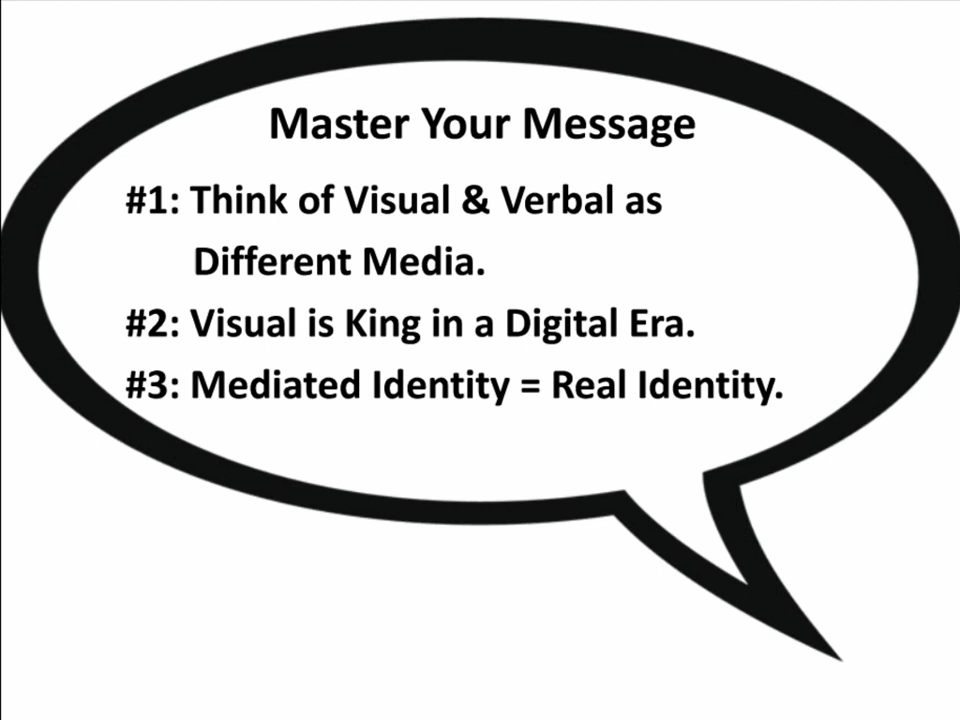 Master Your Message
#1: Think of Visual & Verbal as
Different Media.
#2: Visual is King in a Digital Era.
#3: Mediated Identity = Real Identity.